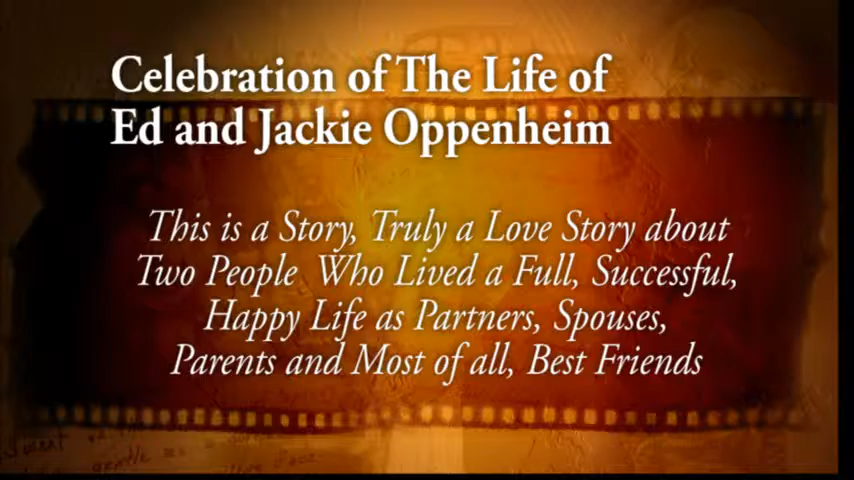 Celebration of The Life of
Ed and Jackie Oppenheim
This is a Story, Truly a Love Story about
Two People Who Lived a Full, Successful,
Happy Life as Partners, Spouses,
Parents and Most of all, Best Friends